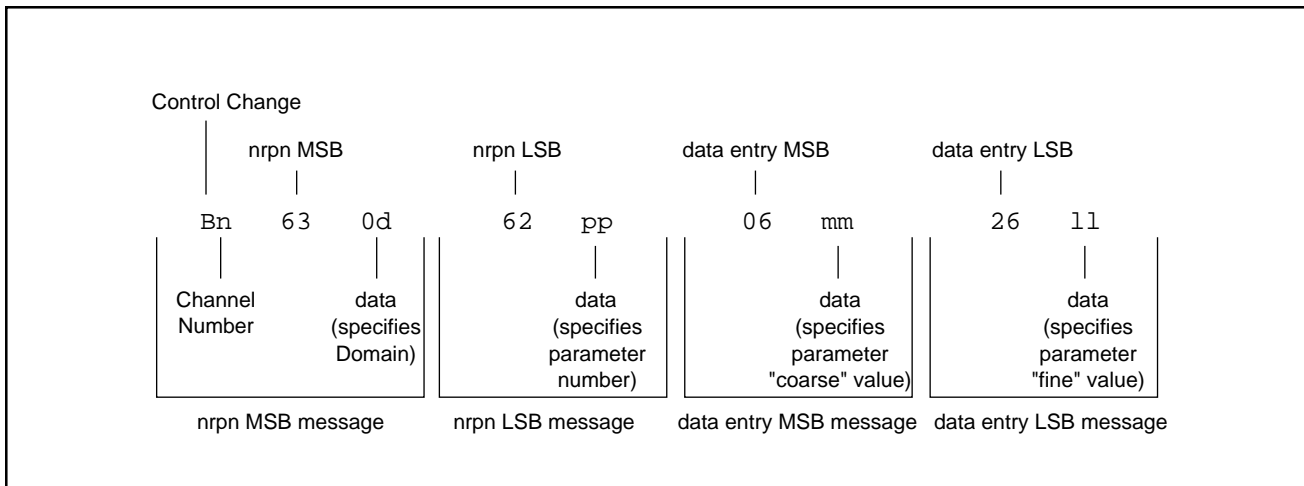 Control Change
nrpn MSB nrpn LSB data entry MSB data entry LSB
Bn 63 0d 62 pp 06 mm 26 ll
Channel data data data data
Number (specifies (specifies (specifies (specifies
Domain) parameter parameter parameter
number) "coarse" value) "fine" value)
nrpn MSB message nrpn LSB message data entry MSB message data entry LSB message